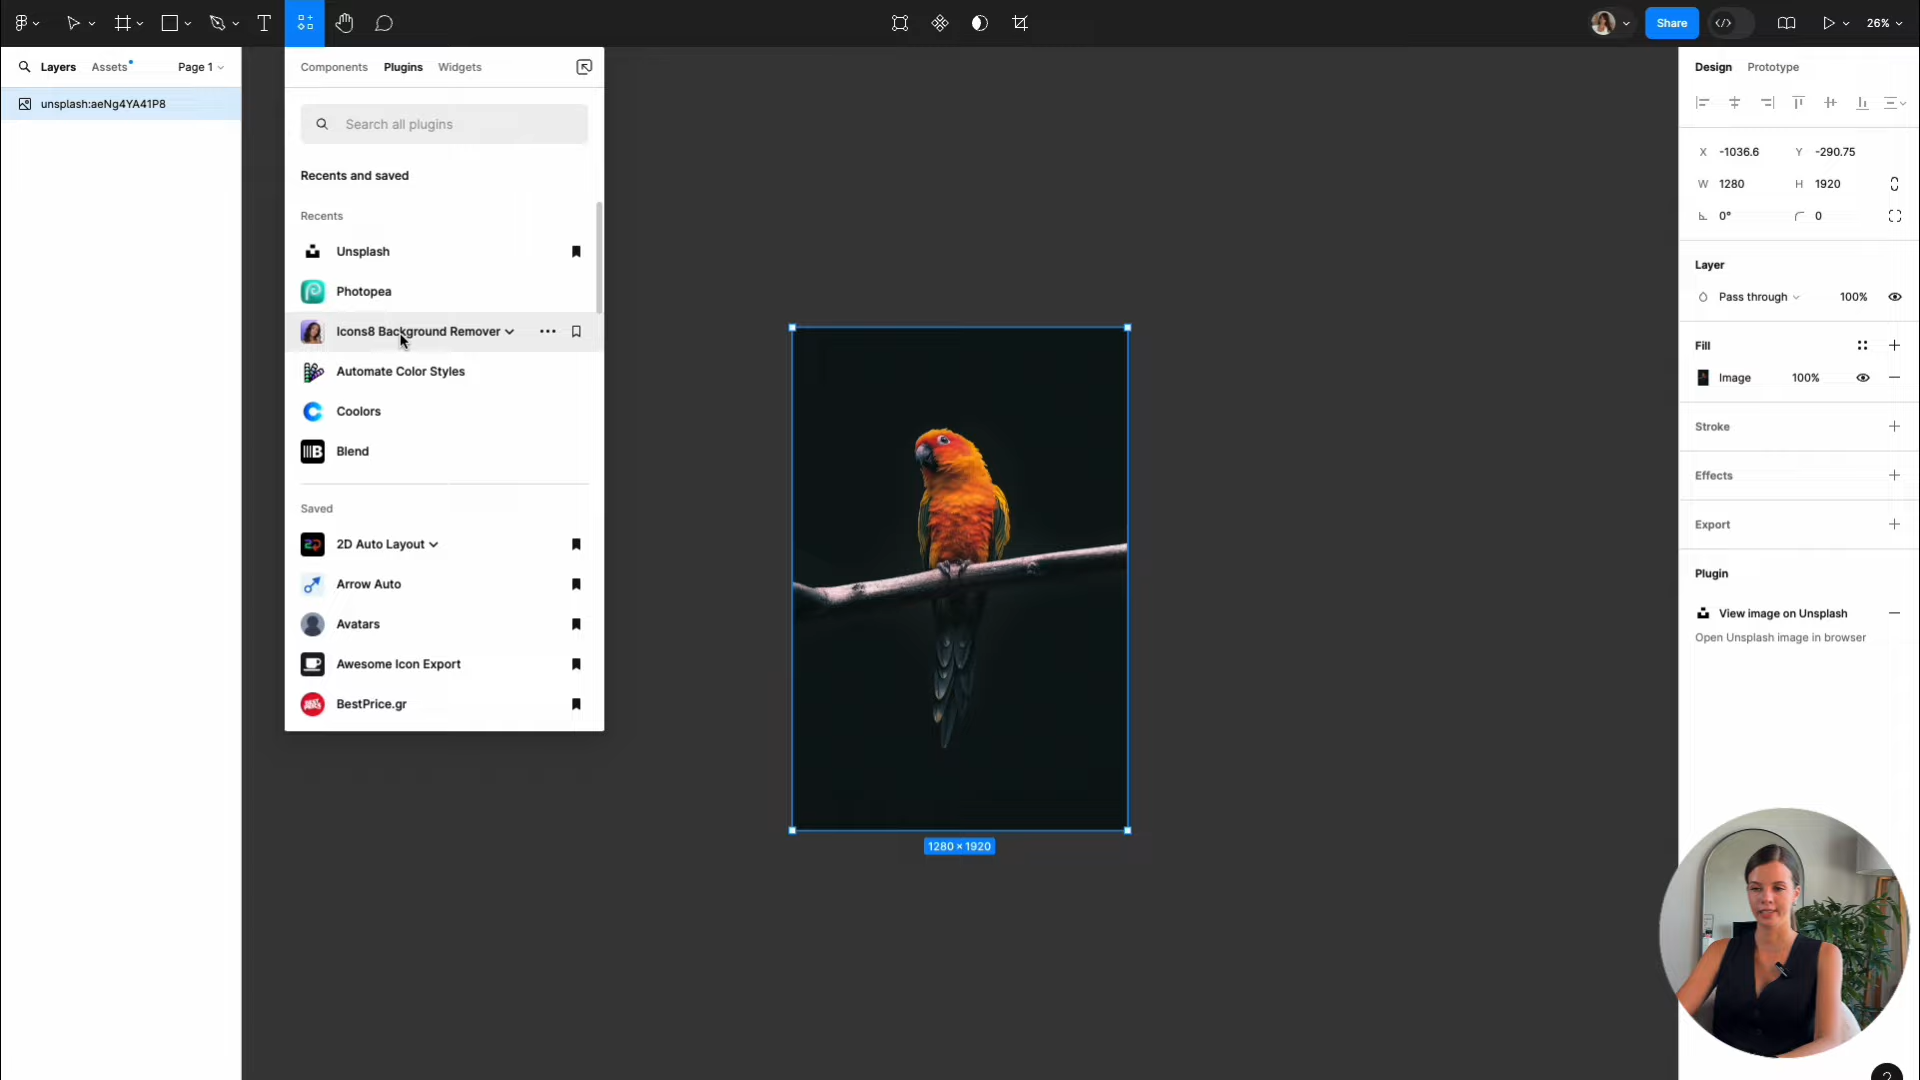 Share
26%
Layers
Assets
Page 1
unsplash:aeNg4YA41P8
Components
Plugins
Widgets
Search all plugins
Recents and saved
Recents
Unsplash
Photopea
Icons8 Background Remover
Automate Color Styles
Coolors
Blend
Saved
2D Auto Layout
Arrow Auto
Avatars
Awesome Icon Export
BestPrice.gr
1280 × 1920
Design
Prototype
X -1036.6 Y -290.75
W 1280 H 1920
0° 0
Layer
Pass through 100%
Fill
Image 100%
Stroke
Effects
Export
Plugin
View image on Unsplash
Open Unsplash image in browser